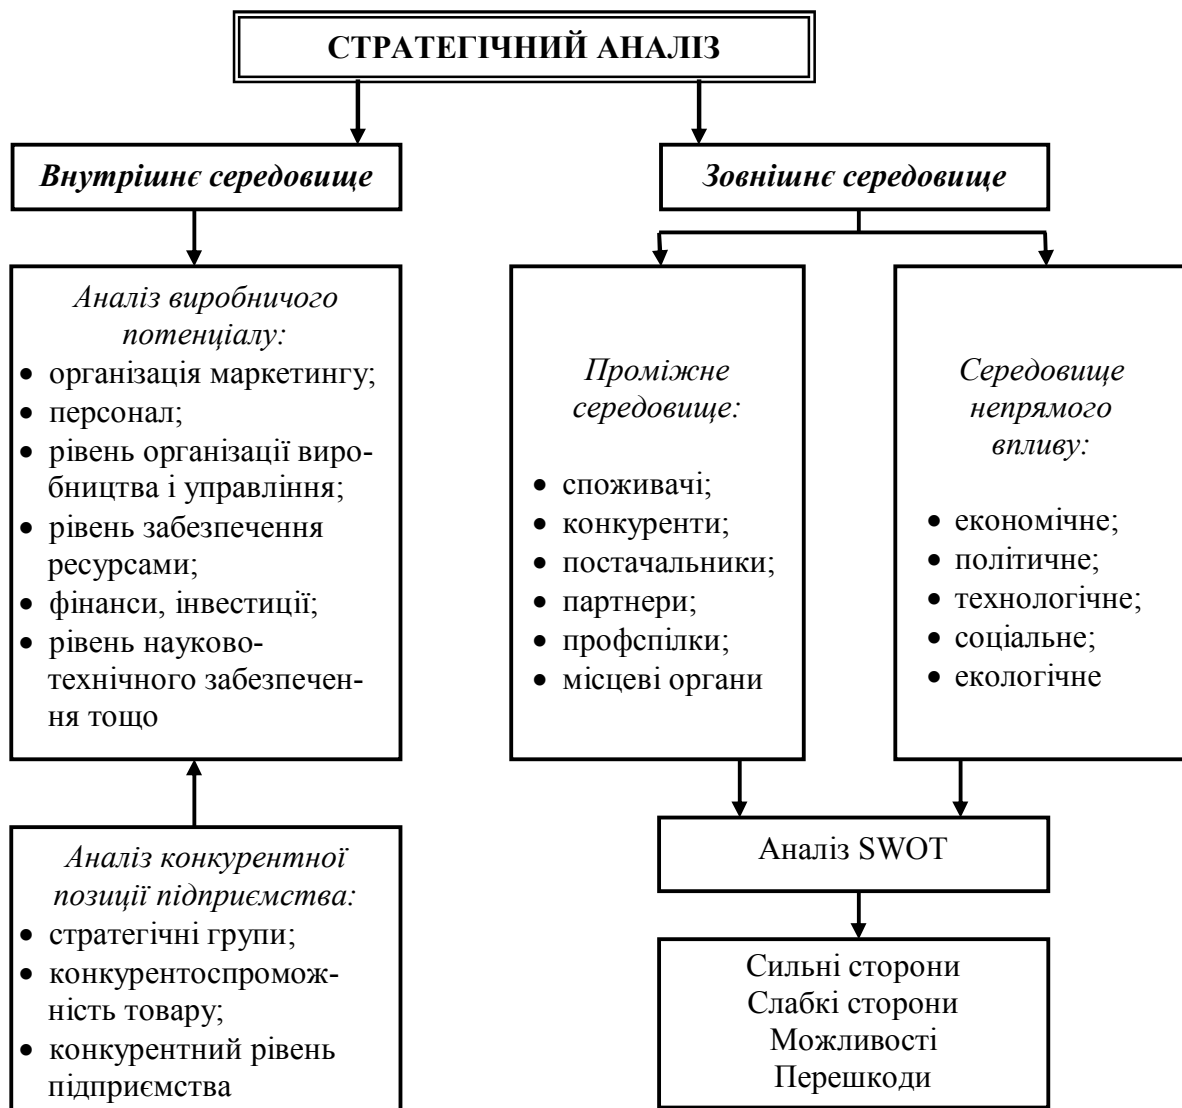 СТРАТЕГІЧНИЙ АНАЛІЗ
Внутрішнє середовище
Аналіз виробничого
потенціалу:
• організація маркетингу;
• персонал;
• рівень організації виро-
бництва і управління;
• рівень забезпечення
ресурсами;
• фінанси, інвестиції;
• рівень науково-
технічного забезпечен-
ня тощо
Аналіз конкурентної
позиції підприємства:
• стратегічні групи;
• конкурентоспромож-
ність товару;
• конкурентний рівень
підприємства
Зовнішнє середовище
Проміжне
середовище:
• споживачі;
• конкуренти;
• постачальники;
• партнери;
• профспілки;
• місцеві органи
Середовище
непрямого
впливу:
• економічне;
• політичне;
• технологічне;
• соціальне;
• екологічне
Аналіз SWOT
Сильні сторони
Слабкі сторони
Можливості
Перешкоди